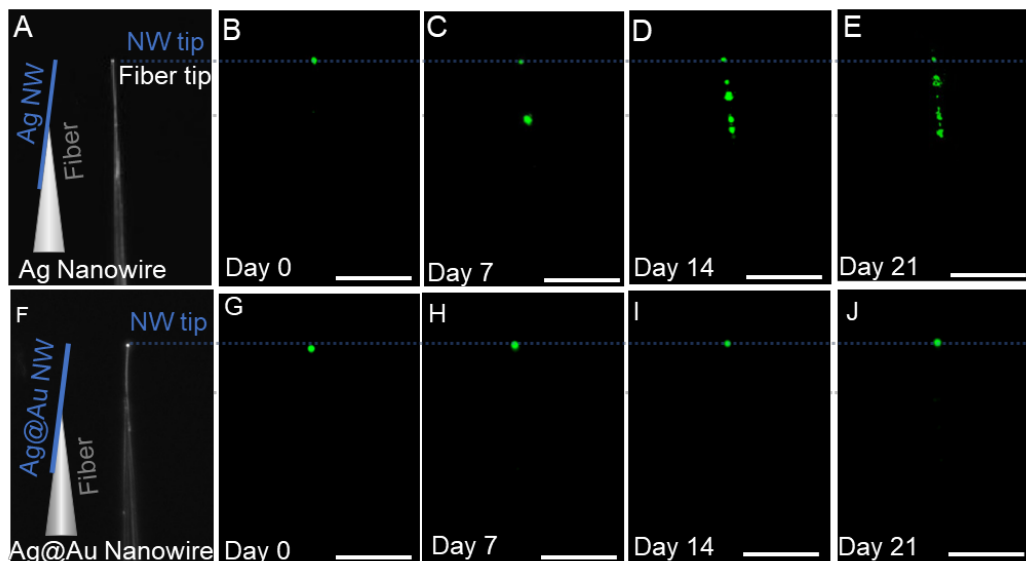 A
NW tip
Fiber tip
Ag NW
Fiber
Ag Nanowire
B
Day 0
C
Day 7
D
Day 14
E
Day 21
F
NW tip
Ag@Au NW
Fiber
Ag@Au Nanowire
G
Day 0
H
Day 7
I
Day 14
J
Day 21